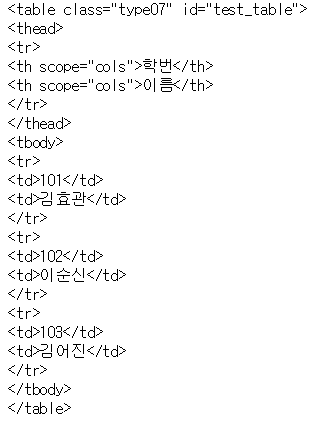 <table class="type07" id="test_table">
<thead>
<tr>
<th scope="cols">학번</th>
<th scope="cols">이름</th>
</tr>
</thead>
<tbody>
<tr>
<td>101</td>
<td>김효관</td>
</tr>
<tr>
<td>102</td>
<td>이순신</td>
</tr>
<tr>
<td>103</td>
<td>김어진</td>
</tr>
</tbody>
</table>